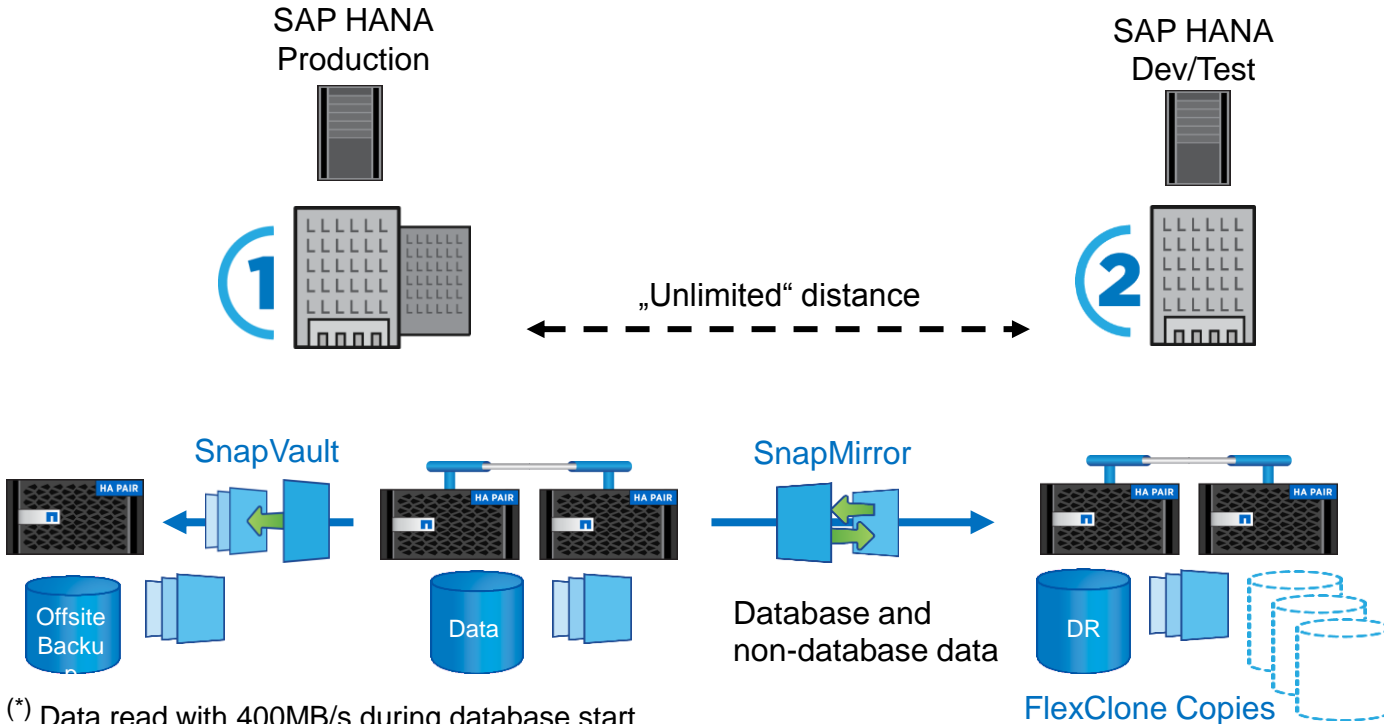 SAP HANA
Production
SAP HANA
Dev/Test
1
2
„Unlimited“ distance
SnapVault
SnapMirror
HA PAIR
HA PAIR
HA PAIR
HA PAIR
HA PAIR
Offsite
Backu
p
Data
Database and
non-database data
DR
FlexClone Copies
(*) Data read with 400MB/s during database start